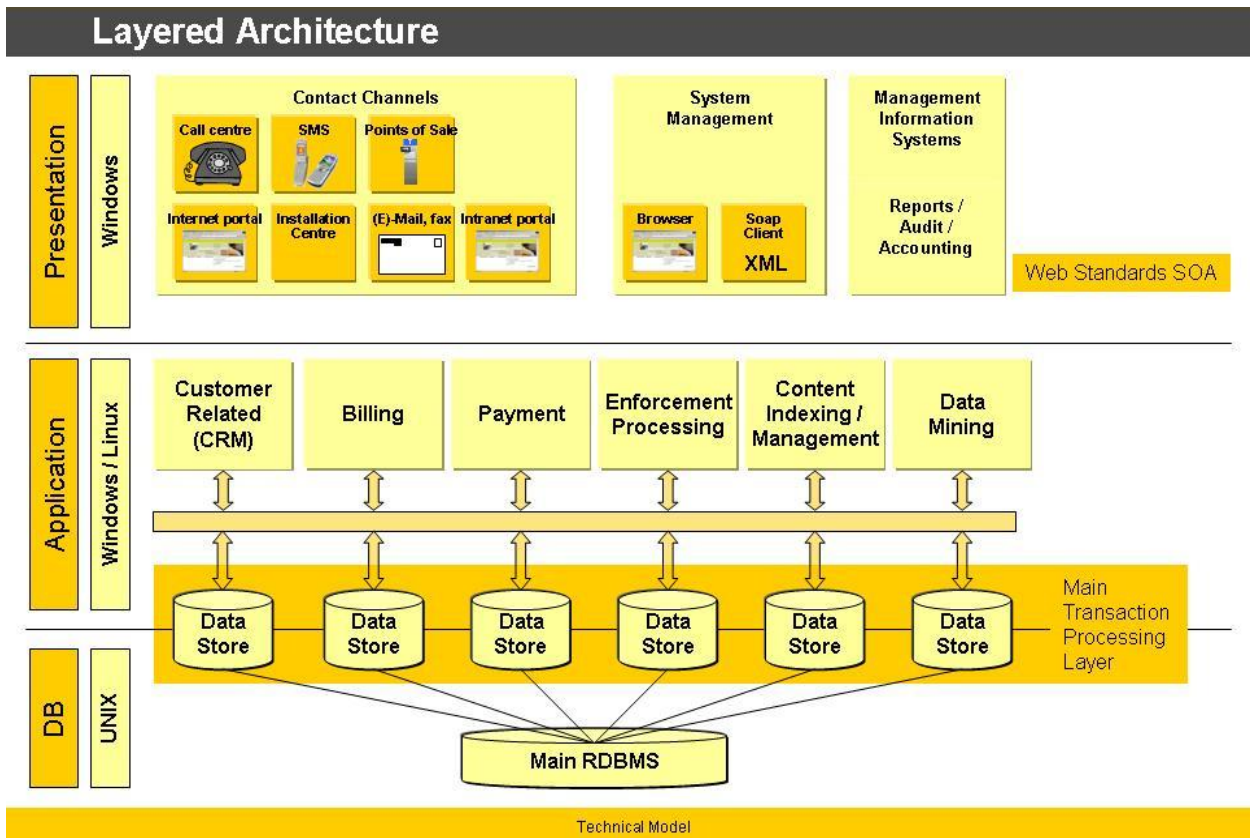 Layered Architecture
Presentation
Windows
Contact Channels
Call centre
SMS
Points of Sale
Internet portal
Installation
Centre
(E)-Mail, fax
Intranet portal
System
Management
Browser
Soap
Client
XML
Management
Information
Systems
Reports /
Audit /
Accounting
Web Standards SOA
Application
Windows / Linux
Customer
Related
(CRM)
Billing
Payment
Enforcement
Processing
Content
Indexing /
Management
Data
Mining
Data
Store
Data
Store
Data
Store
Data
Store
Data
Store
Data
Store
Main
Transaction
Processing
Layer
DB
UNIX
Main RDBMS
Technical Model